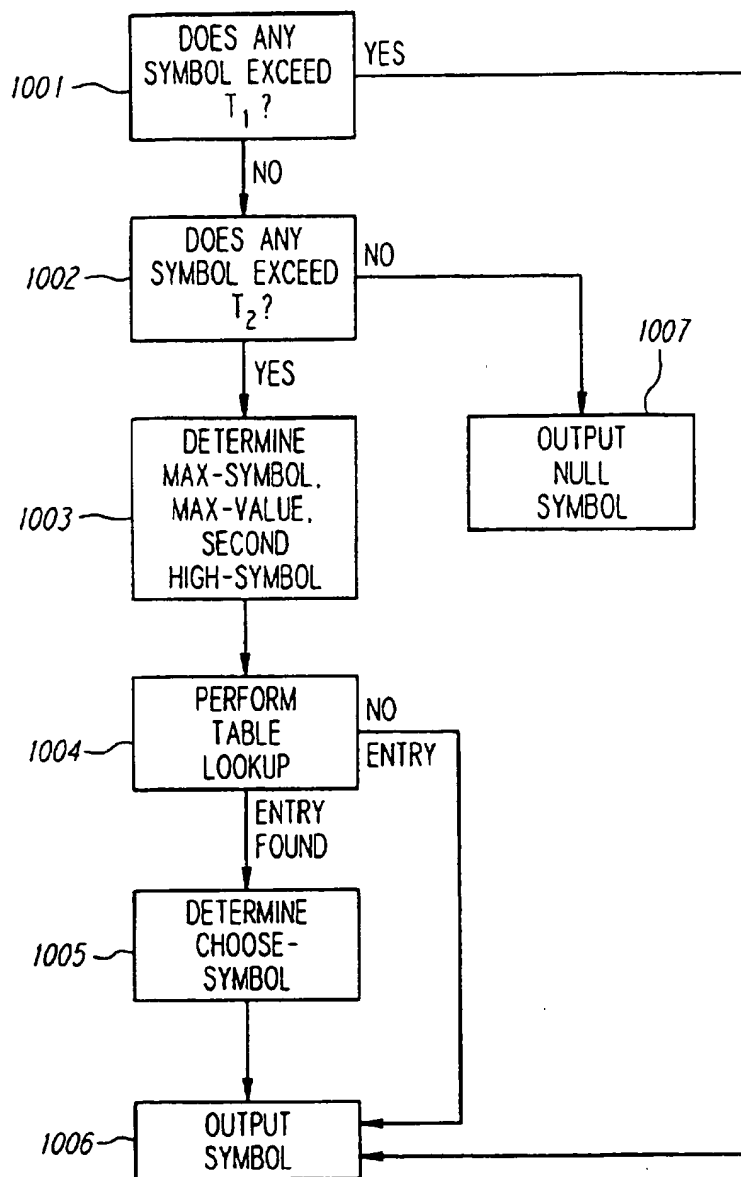 DOES ANY
SYMBOL EXCEED
T1?
YES
1001
NO
DOES ANY
SYMBOL EXCEED
T2?
NO
1002
YES
1007
OUTPUT
NULL
SYMBOL
DETERMINE
MAX-SYMBOL,
MAX-VALUE,
SECOND
HIGH-SYMBOL
1003
PERFORM
TABLE
LOOKUP
1004
NO
ENTRY
ENTRY
FOUND
DETERMINE
CHOOSE-
SYMBOL
1005
OUTPUT
SYMBOL
1006